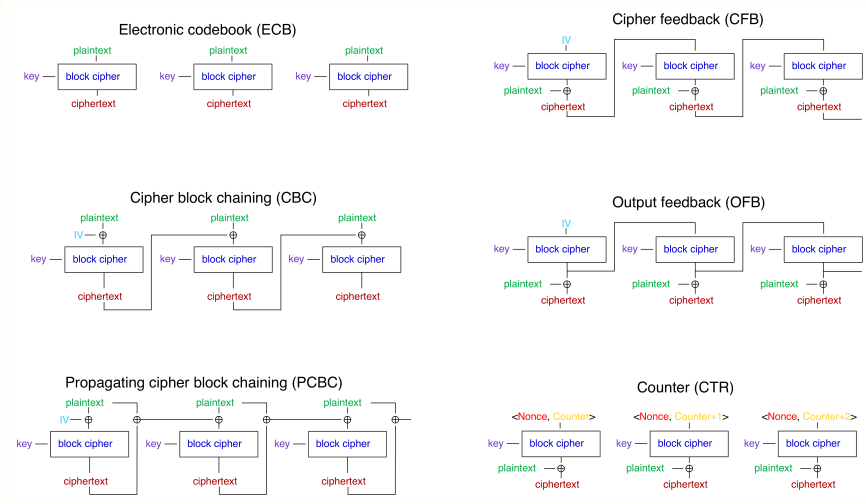 Electronic codebook (ECB)
plaintext plaintext plaintext
key block cipher key block cipher key block cipher
ciphertext ciphertext ciphertext
Cipher feedback (CFB)
IV
key block cipher key block cipher key block cipher
plaintext plaintext plaintext
ciphertext ciphertext ciphertext
Cipher block chaining (CBC)
plaintext plaintext plaintext
IV
key block cipher key block cipher key block cipher
ciphertext ciphertext ciphertext
Output feedback (OFB)
IV
key block cipher key block cipher key block cipher
plaintext plaintext plaintext
ciphertext ciphertext ciphertext
Propagating cipher block chaining (PCBC)
plaintext plaintext plaintext
IV
key block cipher key block cipher key block cipher
ciphertext ciphertext ciphertext
Counter (CTR)
<Nonce, Counter> <Nonce, Counter+1> <Nonce, Counter+2>
key block cipher key block cipher key block cipher
plaintext plaintext plaintext
ciphertext ciphertext ciphertext